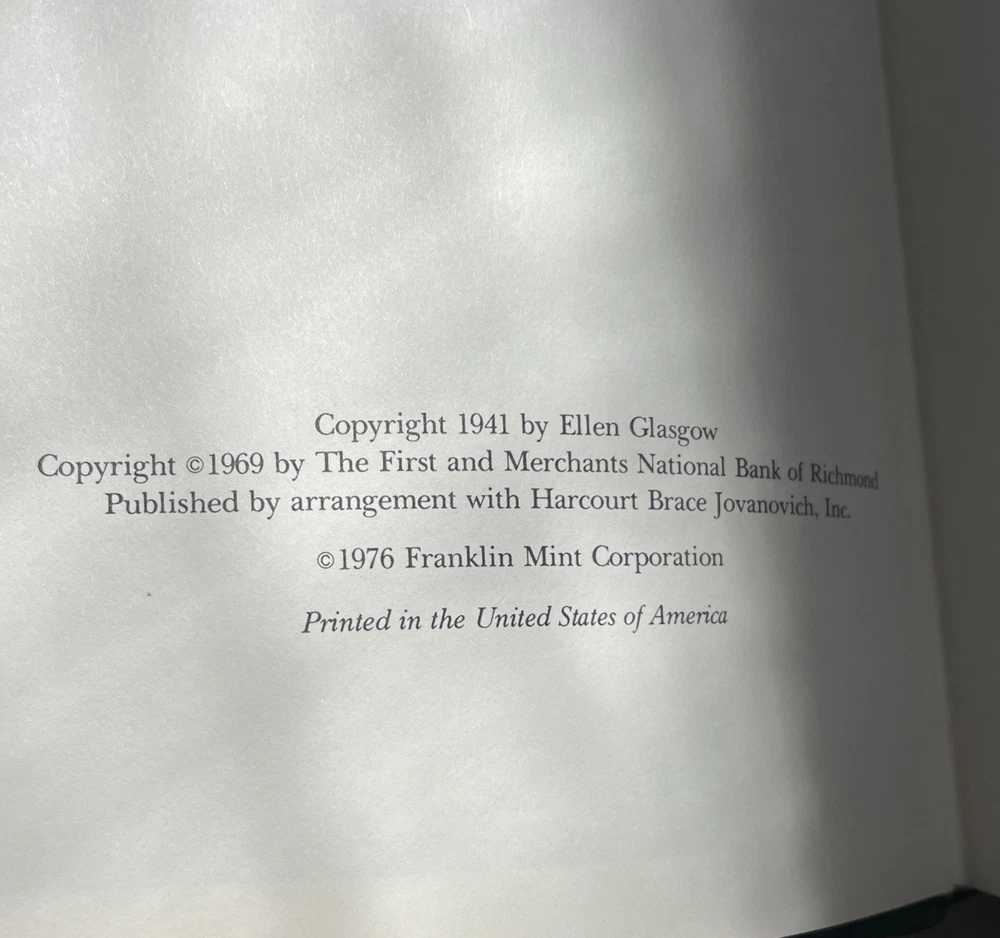 Copyright 1941 by Ellen Glasgow
Copyright ©1969 by The First and Merchants National Bank of Richmond
Published by arrangement with Harcourt Brace Jovanovich, Inc.
©1976 Franklin Mint Corporation
Printed in the United States of America